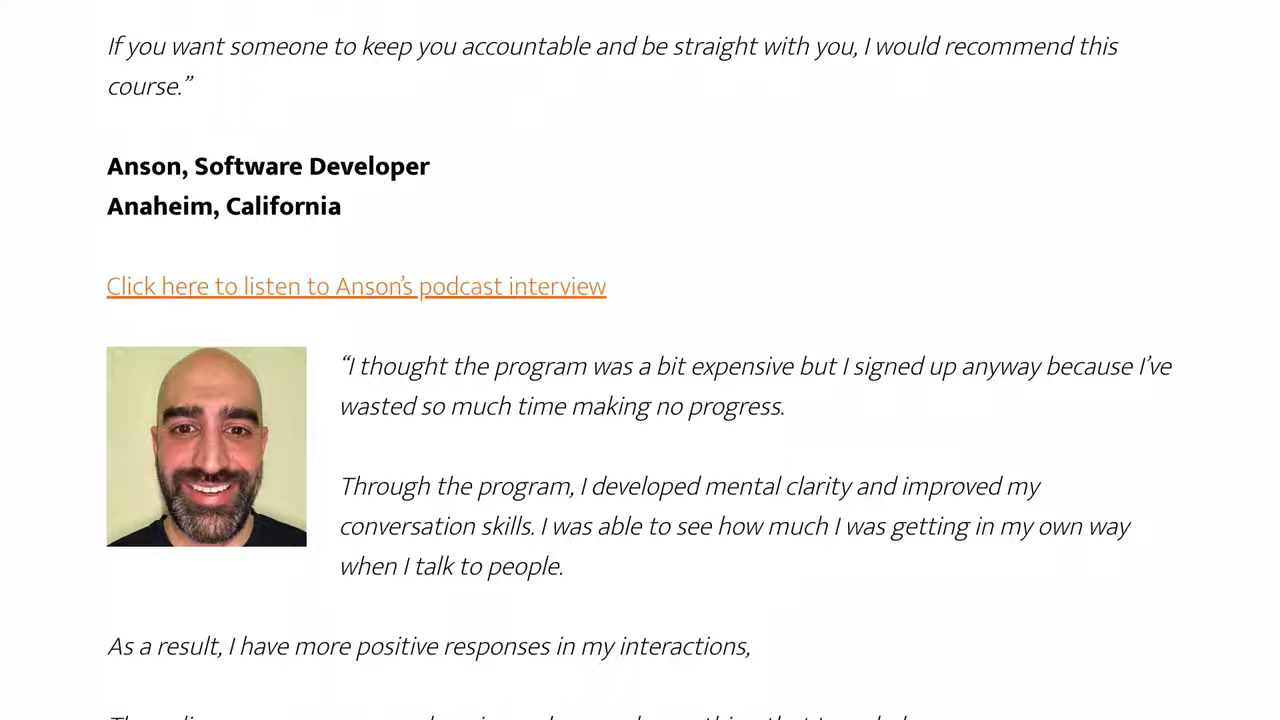 If you want someone to keep you accountable and be straight with you, I would recommend this
course.”
Anson, Software Developer
Anaheim, California
Click here to listen to Anson’s podcast interview
“I thought the program was a bit expensive but I signed up anyway because I’ve
wasted so much time making no progress.
Through the program, I developed mental clarity and improved my
conversation skills. I was able to see how much I was getting in my own way
when I talk to people.
As a result, I have more positive responses in my interactions,